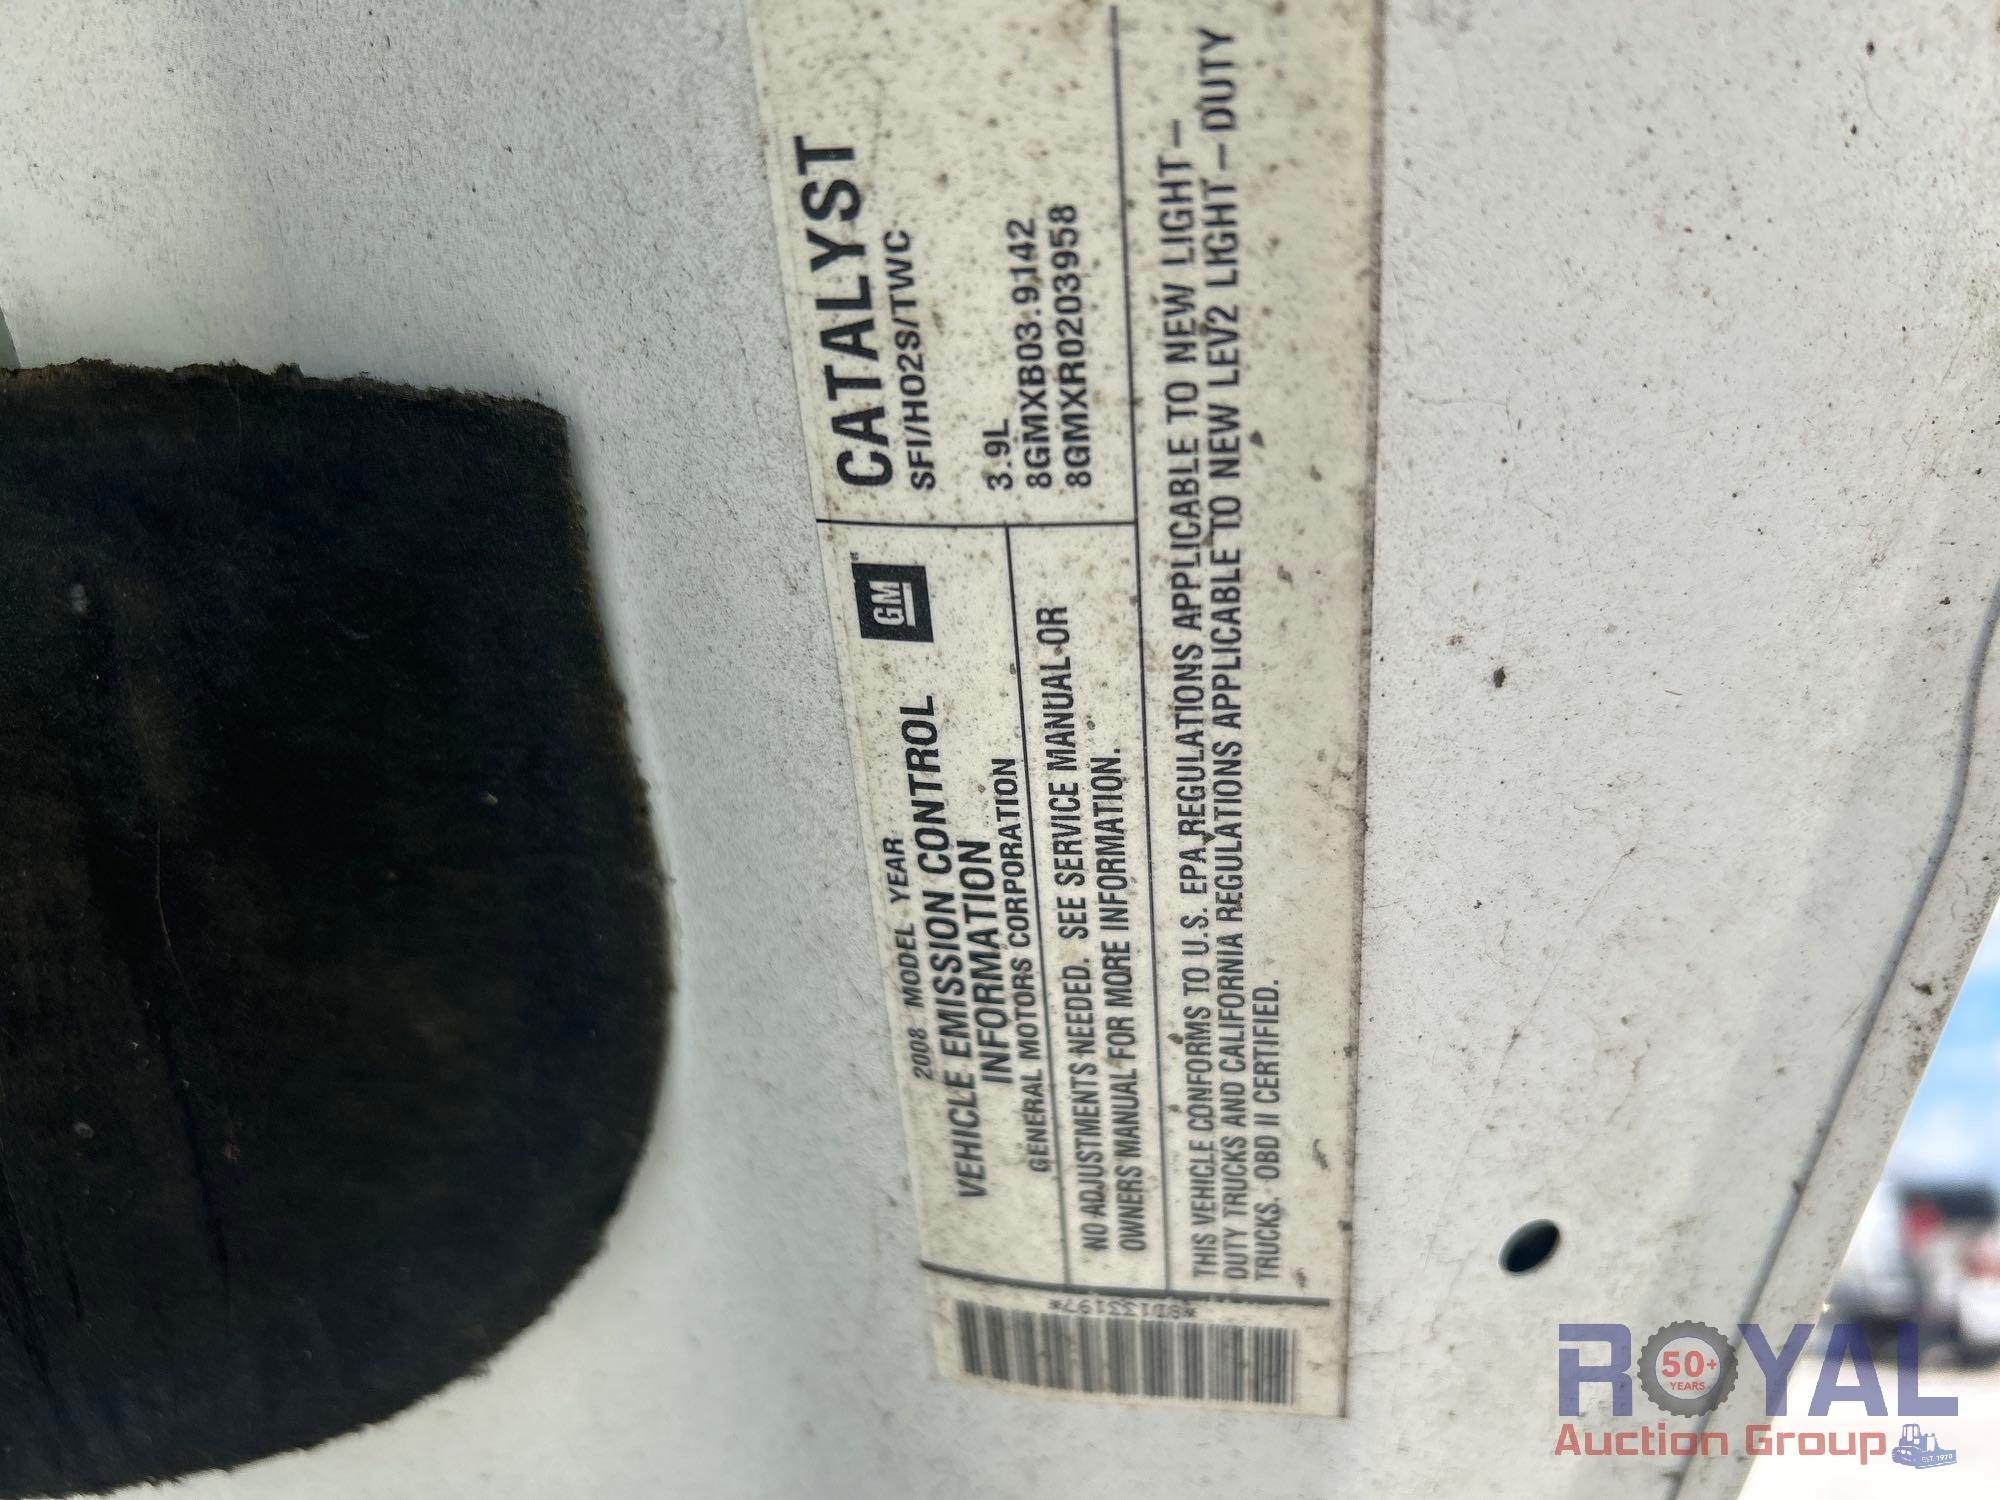 2008 MODEL YEAR
VEHICLE EMISSION CONTROL
INFORMATION
GENERAL MOTORS CORPORATION
GM
CATALYST
SFI/HO2S/TWC
3.9L
8GMXB03.9142
8GMXR0203958
NO ADJUSTMENTS NEEDED. SEE SERVICE MANUAL OR
OWNERS MANUAL FOR MORE INFORMATION.
THIS VEHICLE CONFORMS TO U.S. EPA REGULATIONS APPLICABLE TO NEW LIGHT-
DUTY TRUCKS AND CALIFORNIA REGULATIONS APPLICABLE TO NEW LEV2 LIGHT-DUTY
TRUCKS. OBD II CERTIFIED.
ROYAL
50+
YEARS
Auction Group
EST. 1970